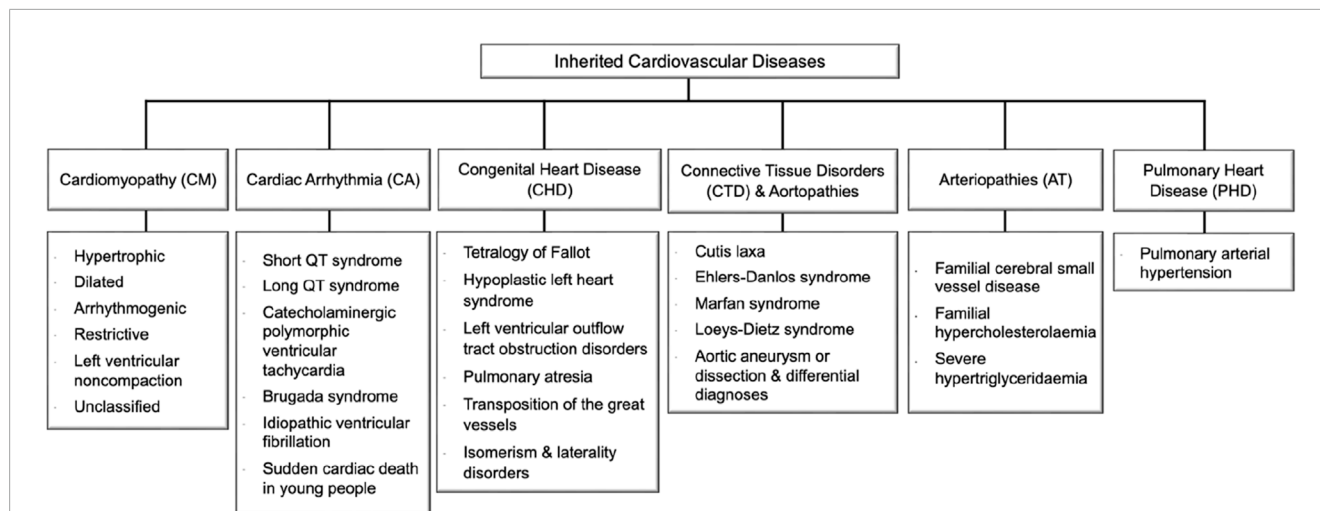 Inherited Cardiovascular Diseases
Cardiomyopathy (CM)
Hypertrophic
Dilated
Arrhythmogenic
Restrictive
Left ventricular
noncompaction
Unclassified
Cardiac Arrhythmia (CA)
Short QT syndrome
Long QT syndrome
Catecholaminergic
polymorphic
ventricular
tachycardia
Brugada syndrome
Idiopathic ventricular
fibrillation
Sudden cardiac death
in young people
Congenital Heart Disease
(CHD)
Tetralogy of Fallot
Hypoplastic left heart
syndrome
Left ventricular outflow
tract obstruction disorders
Pulmonary atresia
Transposition of the great
vessels
Isomerism & laterality
disorders
Connective Tissue Disorders
(CTD) & Aortopathies
Cutis laxa
Ehlers-Danlos syndrome
Marfan syndrome
Loeys-Dietz syndrome
Aortic aneurysm or
dissection & differential
diagnoses
Arteriopathies (AT)
Familial cerebral small
vessel disease
Familial
hypercholesterolaemia
Severe
hypertriglyceridaemia
Pulmonary Heart
Disease (PHD)
Pulmonary arterial
hypertension